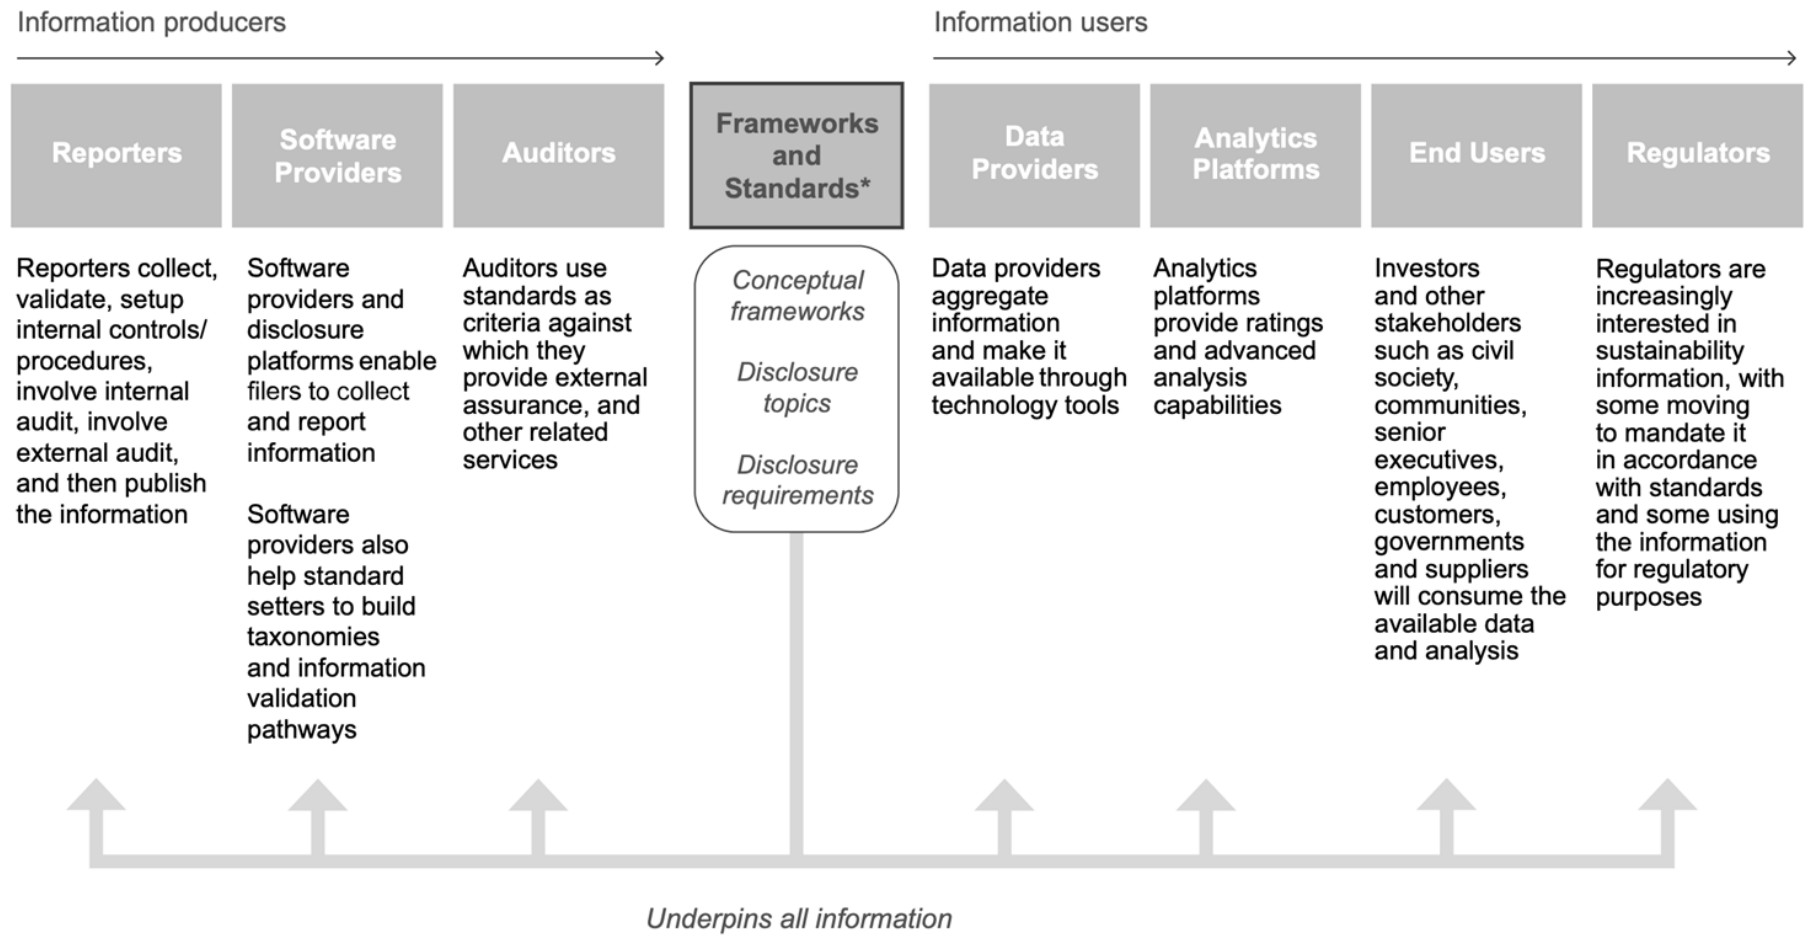 Information producers
Information users
Reporters
Software
Providers
Auditors
Frameworks
and
Standards*
Data
Providers
Analytics
Platforms
End Users
Regulators
Reporters collect,
validate, setup
internal controls/
procedures,
involve internal
audit, involve
external audit,
and then publish
the information
Software
providers and
disclosure
platforms enable
filers to collect
and report
information
Software
providers also
help standard
setters to build
taxonomies
and information
validation
pathways
Auditors use
standards as
criteria against
which they
provide external
assurance, and
other related
services
Conceptual
frameworks
Disclosure
topics
Disclosure
requirements
Data providers
aggregate
information
and make it
available through
technology tools
Analytics
platforms
provide ratings
and advanced
analysis
capabilities
Investors
and other
stakeholders
such as civil
society,
communities,
senior
executives,
employees,
customers,
governments
and suppliers
will consume the
available data
and analysis
Regulators are
increasingly
interested in
sustainability
information, with
some moving
to mandate it
in accordance
with standards
and some using
the information
for regulatory
purposes
Underpins all information